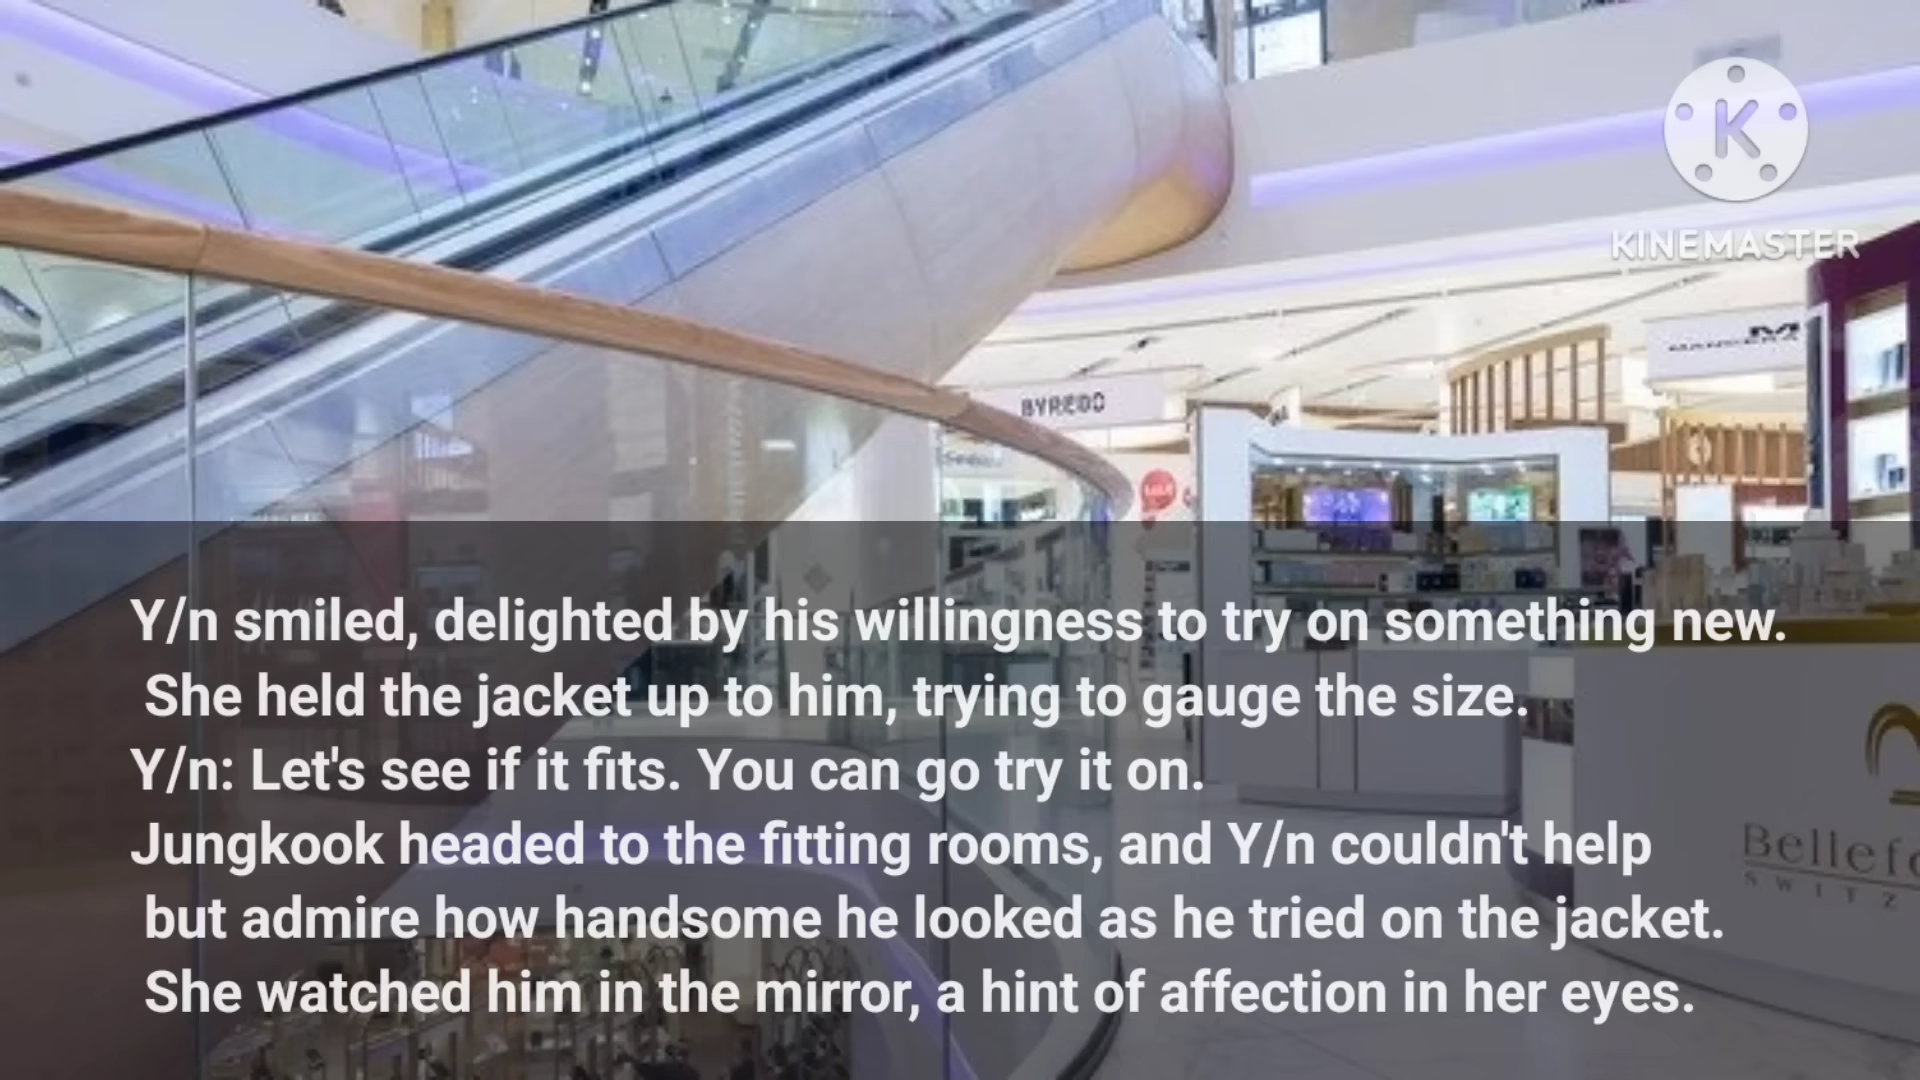 KINEMASTER
BYREDO
SALE
Y/n smiled, delighted by his willingness to try on something new.
She held the jacket up to him, trying to gauge the size.
Y/n: Let's see if it fits. You can go try it on.
Jungkook headed to the fitting rooms, and Y/n couldn't help
but admire how handsome he looked as he tried on the jacket.
She watched him in the mirror, a hint of affection in her eyes.